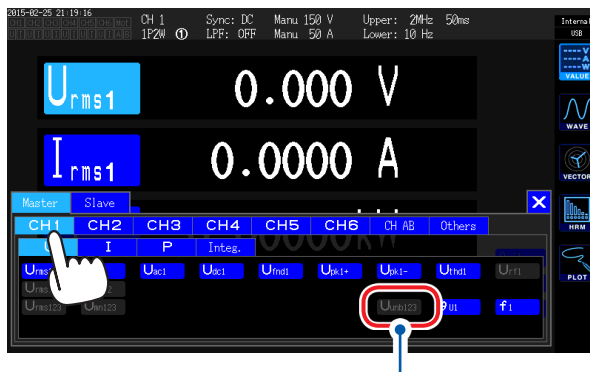 2015-02-25 21:19:16
CH 1 Sync: DC Manu 150 V Upper: 2MHz 50ms
1P2W ① LPF: OFF Manu 50 A Lower: 10 Hz
Internal
USB
Urms1 0.000 V
VALUE
WAVE
Irms1 0.0000 A
VECTOR
Master Slave X
CH1 CH2 CH3 CH4 CH5 CH6 CH AB Others
HRM
U I P Integ.
Uac1 Udc1 Ufnd1 Upk1+ Upk1- Uthd1 Urf1
PLOT
Urms123 Umn123 Uunb123 θU1 f1